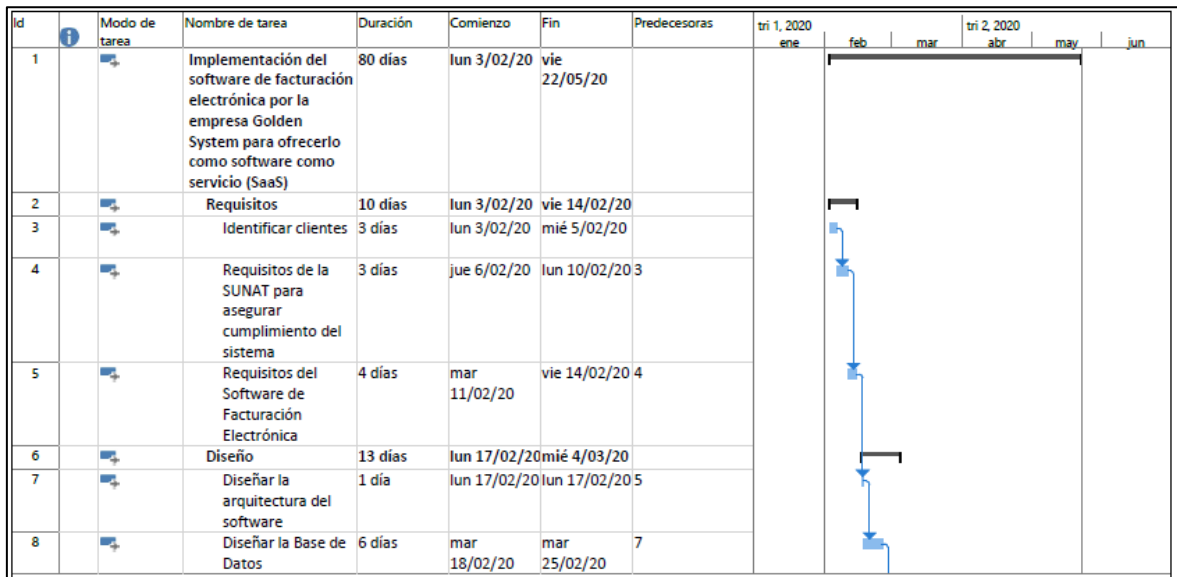 Id Modo de tarea Nombre de tarea Duración Comienzo Fin Predecesoras tri 1, 2020 tri 2, 2020
ene feb mar abr may jun
1 Implementación del 80 días lun 3/02/20 vie
software de facturación 22/05/20
electrónica por la
empresa Golden
System para ofrecerlo
como software como
servicio (SaaS)
2 Requisitos 10 días lun 3/02/20 vie 14/02/20
3 Identificar clientes 3 días lun 3/02/20 mié 5/02/20
4 Requisitos de la 3 días jue 6/02/20 lun 10/02/20 3
SUNAT para
asegurar
cumplimiento del
sistema
5 Requisitos del 4 días mar vie 14/02/20 4
Software de 11/02/20
Facturación
Electrónica
6 Diseño 13 días lun 17/02/20 mié 4/03/20
7 Diseñar la 1 día lun 17/02/20 lun 17/02/20 5
arquitectura del
software
8 Diseñar la Base de 6 días mar mar 7
Datos 18/02/20 25/02/20